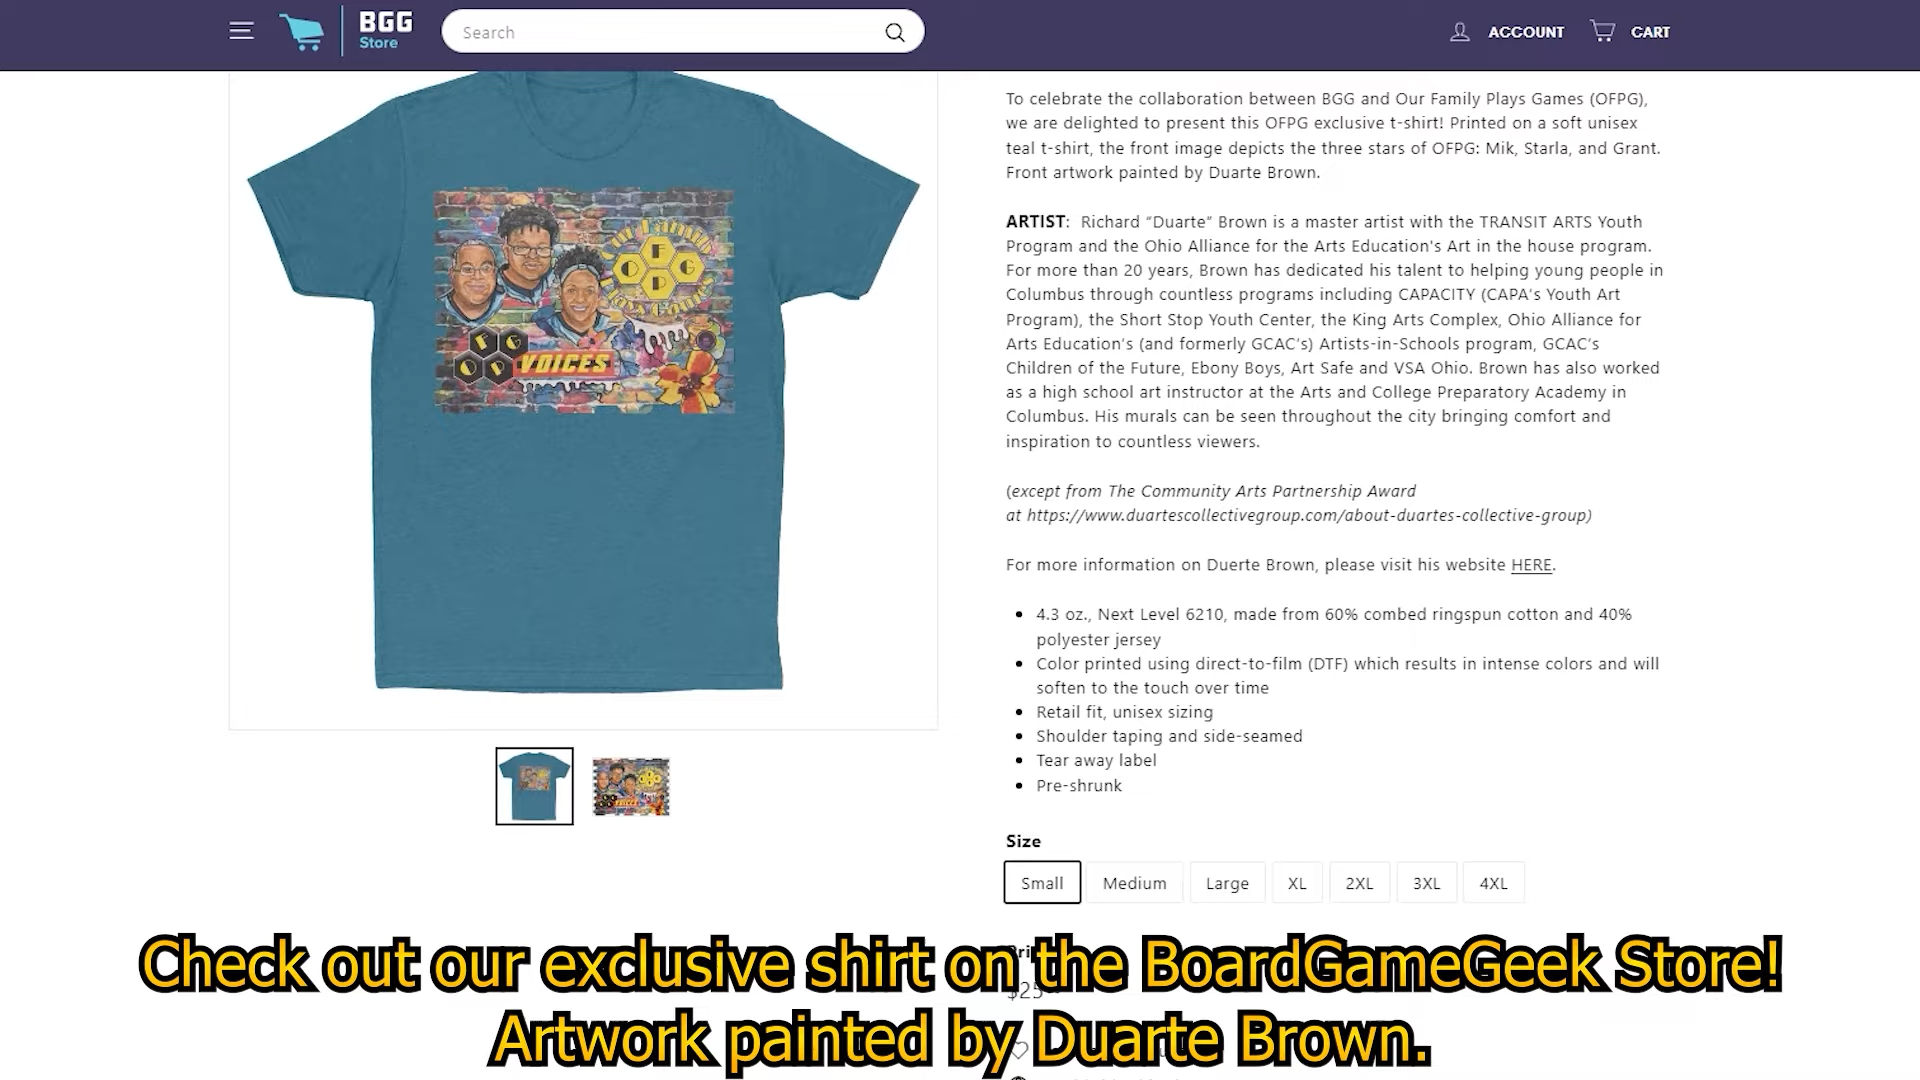 BGG
Store
Search
ACCOUNT
CART
To celebrate the collaboration between BGG and Our Family Plays Games (OFPG),
we are delighted to present this OFPG exclusive t-shirt! Printed on a soft unisex
teal t-shirt, the front image depicts the three stars of OFPG: Mik, Starla, and Grant.
Front artwork painted by Duarte Brown.
ARTIST: Richard “Duarte” Brown is a master artist with the TRANSIT ARTS Youth
Program and the Ohio Alliance for the Arts Education's Art in the house program.
For more than 20 years, Brown has dedicated his talent to helping young people in
Columbus through countless programs including CAPACITY (CAPA’s Youth Art
Program), the Short Stop Youth Center, the King Arts Complex, Ohio Alliance for
Arts Education’s (and formerly GCAC’s) Artists-in-Schools program, GCAC’s
Children of the Future, Ebony Boys, Art Safe and VSA Ohio. Brown has also worked
as a high school art instructor at the Arts and College Preparatory Academy in
Columbus. His murals can be seen throughout the city bringing comfort and
inspiration to countless viewers.
(except from The Community Arts Partnership Award
at https://www.duartescollectivegroup.com/about-duartes-collective-group)
For more information on Duerte Brown, please visit his website HERE.
4.3 oz., Next Level 6210, made from 60% combed ringspun cotton and 40%
polyester jersey
Color printed using direct-to-film (DTF) which results in intense colors and will
soften to the touch over time
Retail fit, unisex sizing
Shoulder taping and side-seamed
Tear away label
Pre-shrunk
Size
Small Medium Large XL 2XL 3XL 4XL
Our Family
F
O G
P
Plays Games
F G
O P VOICES
Check out our exclusive shirt on the BoardGameGeek Store!
Artwork painted by Duarte Brown.